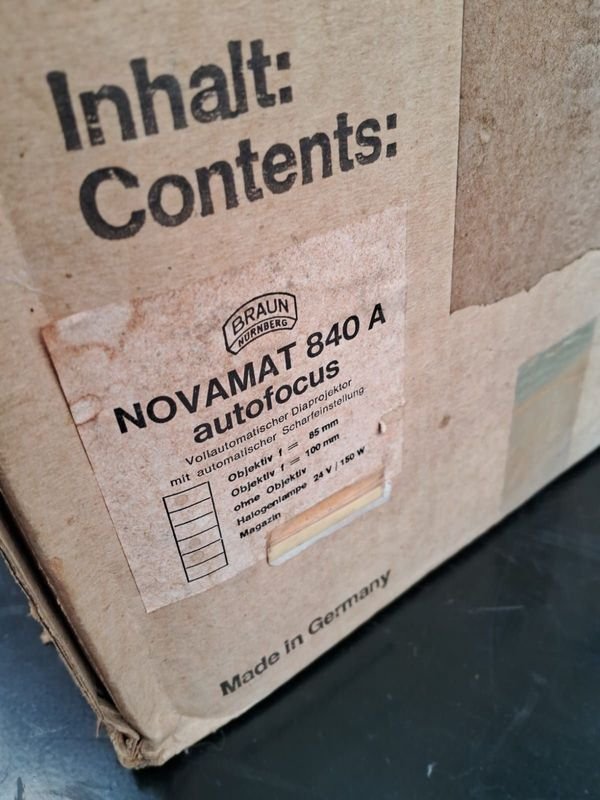 Inhalt:
Contents:
BRAUN
NÜRNBERG
NOVAMAT 840 A
autofocus
Vollautomatischer Diaprojektor
mit automatischer Scharfeinstellung
Objektiv f = 85 mm
Objektiv f = 100 mm
ohne Objektiv
Halogenlampe 24 V / 150 W
Magazin
Made in Germany